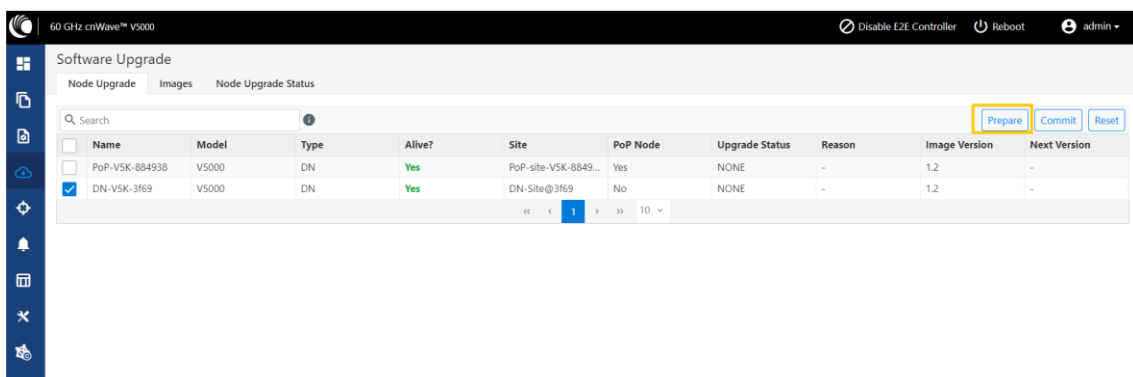 60 GHz cnWave™ V5000 Disable E2E Controller Reboot admin
Software Upgrade
Node Upgrade Images Node Upgrade Status
Search Prepare Commit Reset
Name Model Type Alive? Site PoP Node Upgrade Status Reason Image Version Next Version
PoP-V5K-884938 V5000 DN Yes PoP-site-V5K-8849... Yes NONE - 1.2 -
DN-V5K-3f69 V5000 DN Yes DN-Site@3f69 No NONE - 1.2 -
« ‹ 1 › » 10